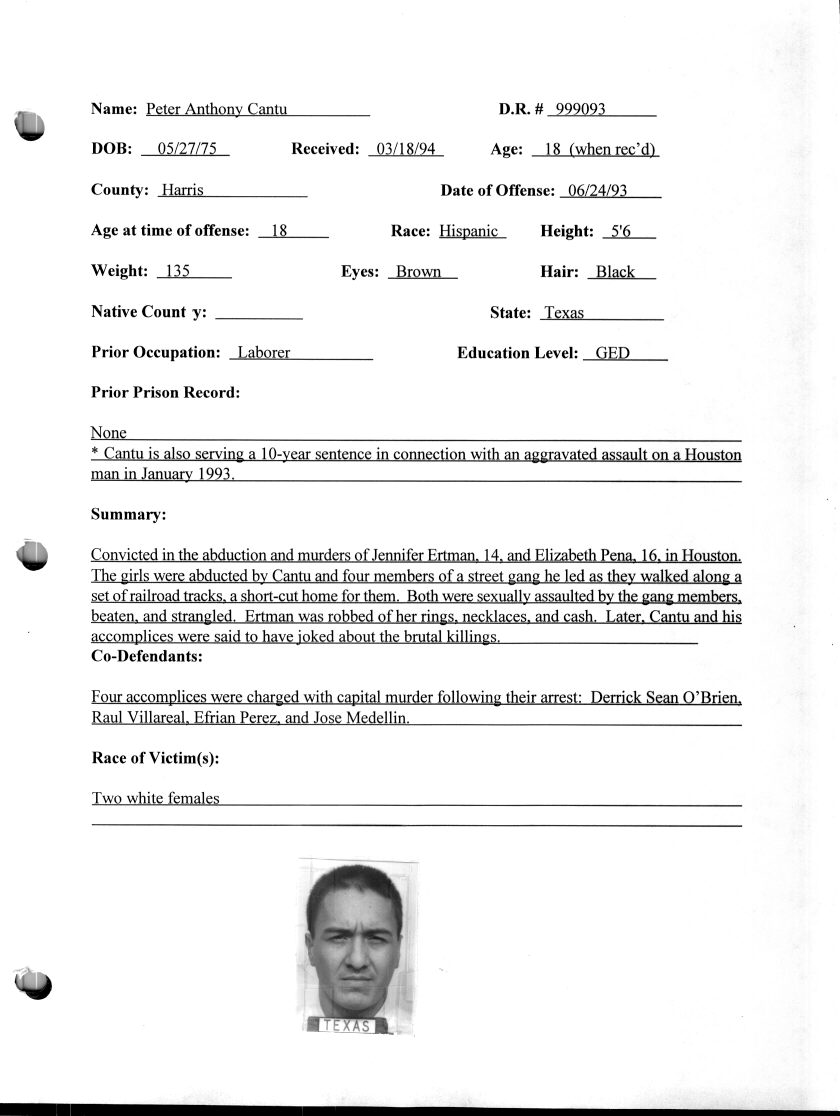 Name: Peter Anthony Cantu D.R. # 999093
DOB: 05/27/75 Received: 03/18/94 Age: 18 (when rec'd)
County: Harris Date of Offense: 06/24/93
Age at time of offense: 18 Race: Hispanic Height: 5'6
Weight: 135 Eyes: Brown Hair: Black
Native Count y: State: Texas
Prior Occupation: Laborer Education Level: GED
Prior Prison Record:
None
* Cantu is also serving a 10-year sentence in connection with an aggravated assault on a Houston
man in January 1993.
Summary:
Convicted in the abduction and murders of Jennifer Ertman, 14, and Elizabeth Pena, 16, in Houston.
The girls were abducted by Cantu and four members of a street gang he led as they walked along a
set of railroad tracks, a short-cut home for them. Both were sexually assaulted by the gang members,
beaten, and strangled. Ertman was robbed of her rings, necklaces, and cash. Later, Cantu and his
accomplices were said to have joked about the brutal killings.
Co-Defendants:
Four accomplices were charged with capital murder following their arrest: Derrick Sean O'Brien,
Raul Villareal, Efrian Perez, and Jose Medellin.
Race of Victim(s):
Two white females
TEXAS